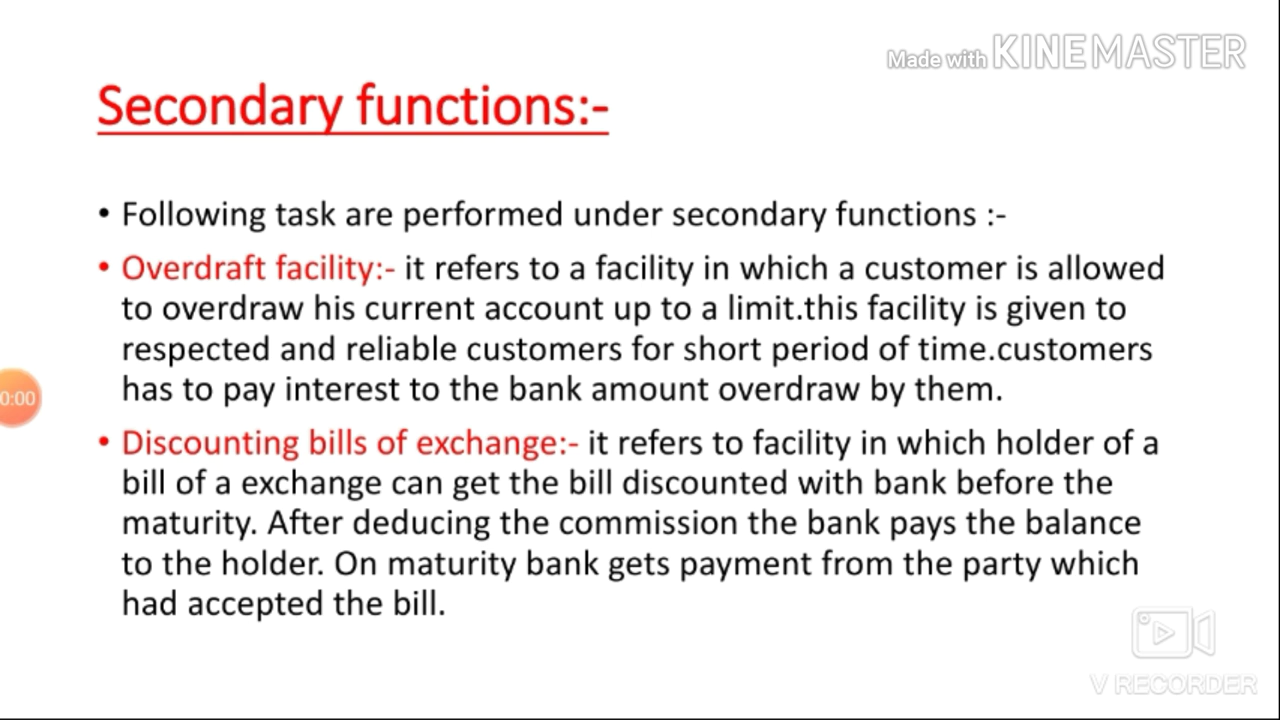 Made with KINEMASTER
Secondary functions:-
• Following task are performed under secondary functions :-
• Overdraft facility:- it refers to a facility in which a customer is allowed
to overdraw his current account up to a limit.this facility is given to
respected and reliable customers for short period of time.customers
has to pay interest to the bank amount overdraw by them.
0:00
• Discounting bills of exchange:- it refers to facility in which holder of a
bill of a exchange can get the bill discounted with bank before the
maturity. After deducing the commission the bank pays the balance
to the holder. On maturity bank gets payment from the party which
had accepted the bill.
V RECORDER